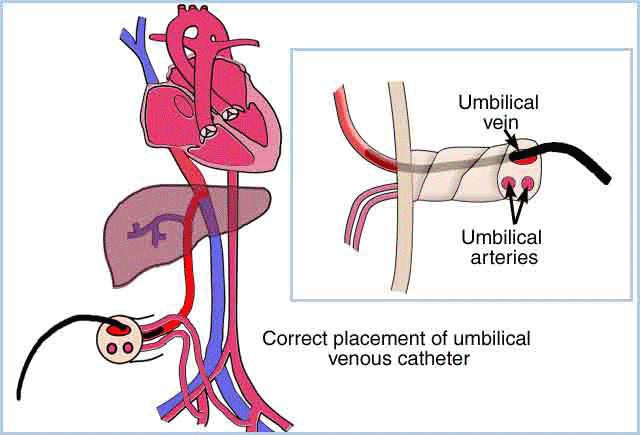 Umbilical
vein
Umbilical
arteries
Correct placement of umbilical
venous catheter